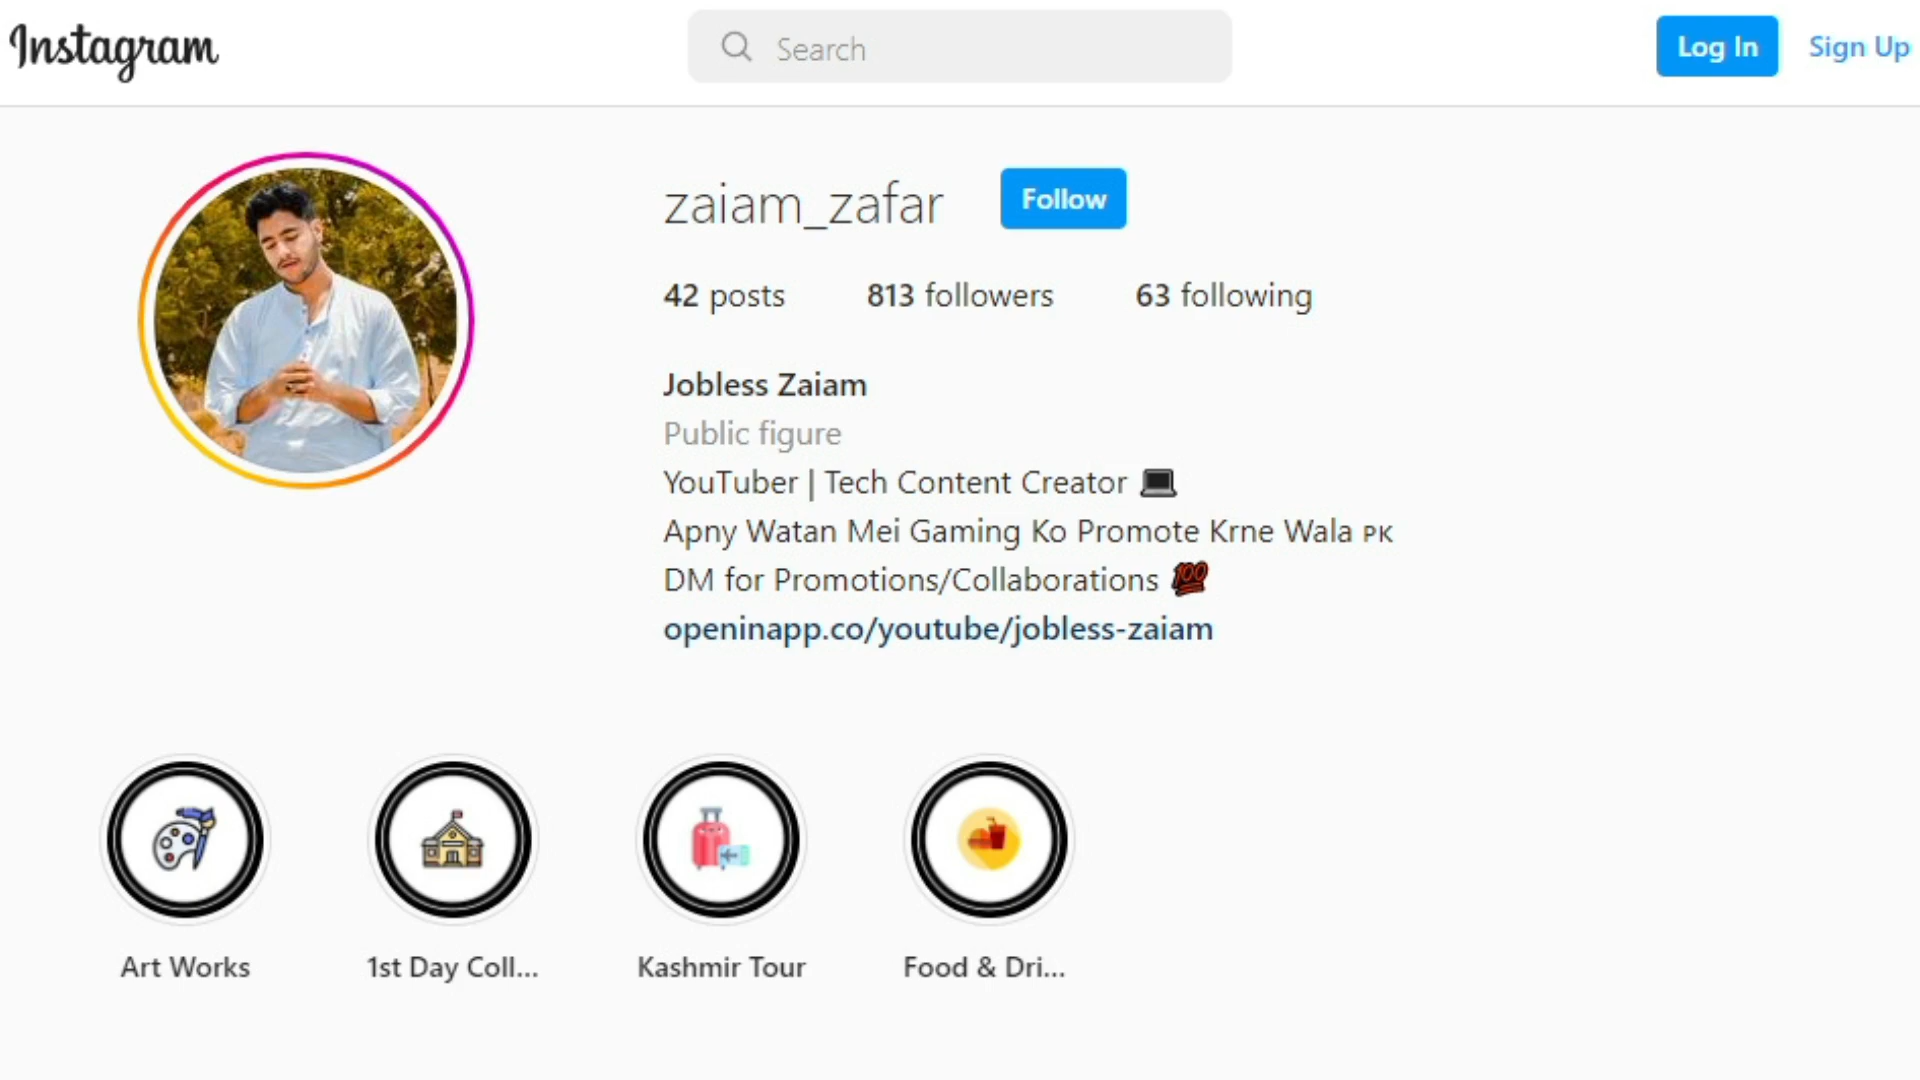 Instagram
Search
Log In
Sign Up
zaiam_zafar
Follow
42 posts
813 followers
63 following
Jobless Zaiam
Public figure
YouTuber | Tech Content Creator 💻
Apny Watan Mei Gaming Ko Promote Krne Wala PK
DM for Promotions/Collaborations 💯
openinapp.co/youtube/jobless-zaiam
Art Works
1st Day Coll...
Kashmir Tour
Food & Dri...